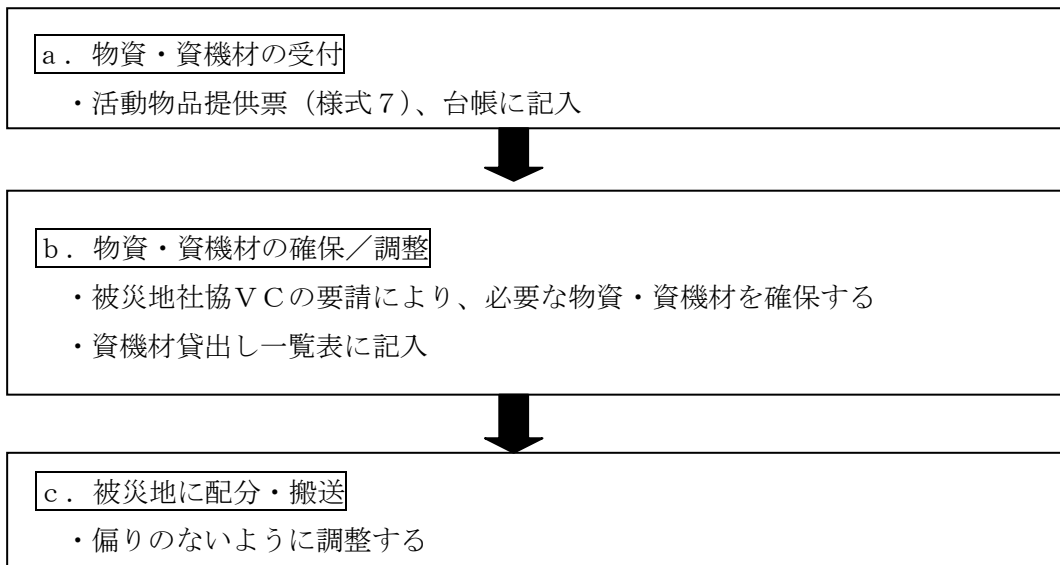 ａ．物資・資機材の受付
・活動物品提供票（様式７）、台帳に記入
ｂ．物資・資機材の確保／調整
・被災地社協ＶＣの要請により、必要な物資・資機材を確保する
・資機材貸出し一覧表に記入
ｃ．被災地に配分・搬送
・偏りのないように調整する